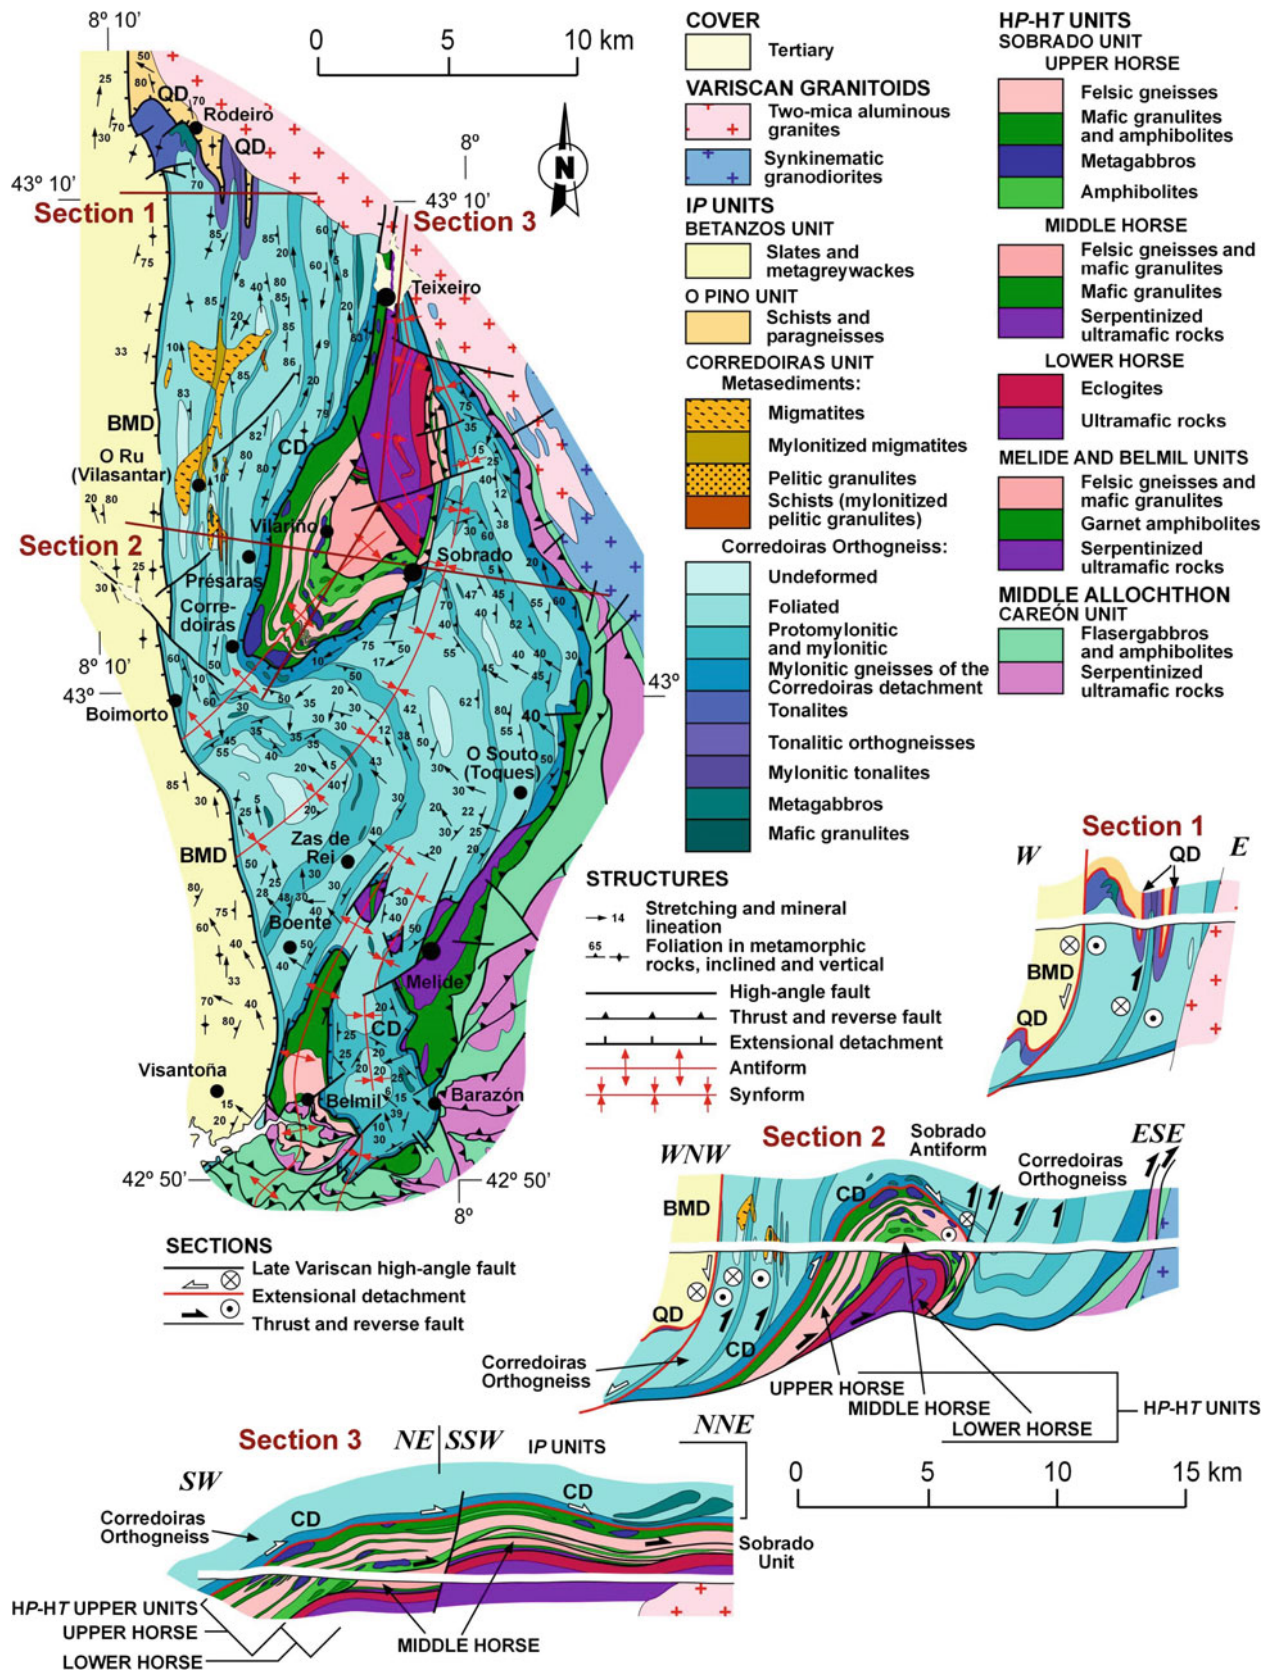 8º 10'
0 5 10 km
8º
43º 10'
43º 10'
N
QD
Rodeiro
QD
Section 1
Section 3
Teixeiro
BMD
CD
O Ru
(Vilasantar)
Vilariño
Section 2
Sobrado
Présaras
Corre-
doiras
8º 10'
43º
43º
Boimorto
O Souto
(Toques)
Zas de
Rei
BMD
Boente
Melide
CD
Visantoña
Belmil
Barazón
42º 50'
42º 50'
8º
COVER
Tertiary
VARISCAN GRANITOIDS
Two-mica aluminous
granites
Synkinematic
granodiorites
IP UNITS
BETANZOS UNIT
Slates and
metagreywackes
O PINO UNIT
Schists and
paragneisses
CORREDOIRAS UNIT
Metasediments:
Migmatites
Mylonitized migmatites
Pelitic granulites
Schists (mylonitized
pelitic granulites)
Corredoiras Orthogneiss:
Undeformed
Foliated
Protomylonitic
and mylonitic
Mylonitic gneisses of the
Corredoiras detachment
Tonalites
Tonalitic orthogneisses
Mylonitic tonalites
Metagabbros
Mafic granulites
HP-HT UNITS
SOBRADO UNIT
UPPER HORSE
Felsic gneisses
Mafic granulites
and amphibolites
Metagabbros
Amphibolites
MIDDLE HORSE
Felsic gneisses and
mafic granulites
Mafic granulites
Serpentinized
ultramafic rocks
LOWER HORSE
Eclogites
Ultramafic rocks
MELIDE AND BELMIL UNITS
Felsic gneisses and
mafic granulites
Garnet amphibolites
Serpentinized
ultramafic rocks
MIDDLE ALLOCHTHON
CAREÓN UNIT
Flasergabbros
and amphibolites
Serpentinized
ultramafic rocks
STRUCTURES
14 Stretching and mineral
lineation
65 Foliation in metamorphic
rocks, inclined and vertical
High-angle fault
Thrust and reverse fault
Extensional detachment
Antiform
Synform
Section 1
W
QD
E
BMD
QD
SECTIONS
Late Variscan high-angle fault
Extensional detachment
Thrust and reverse fault
Section 2
WNW
Sobrado
Antiform
ESE
Corredoiras
Orthogneiss
BMD
CD
QD
CD
Corredoiras
Orthogneiss
UPPER HORSE
MIDDLE HORSE
LOWER HORSE
HP-HT UNITS
Section 3
NE SSW
IP UNITS
NNE
SW
CD
CD
Corredoiras
Orthogneiss
Sobrado
Unit
HP-HT UPPER UNITS
UPPER HORSE
LOWER HORSE
MIDDLE HORSE
0 5 10 15 km